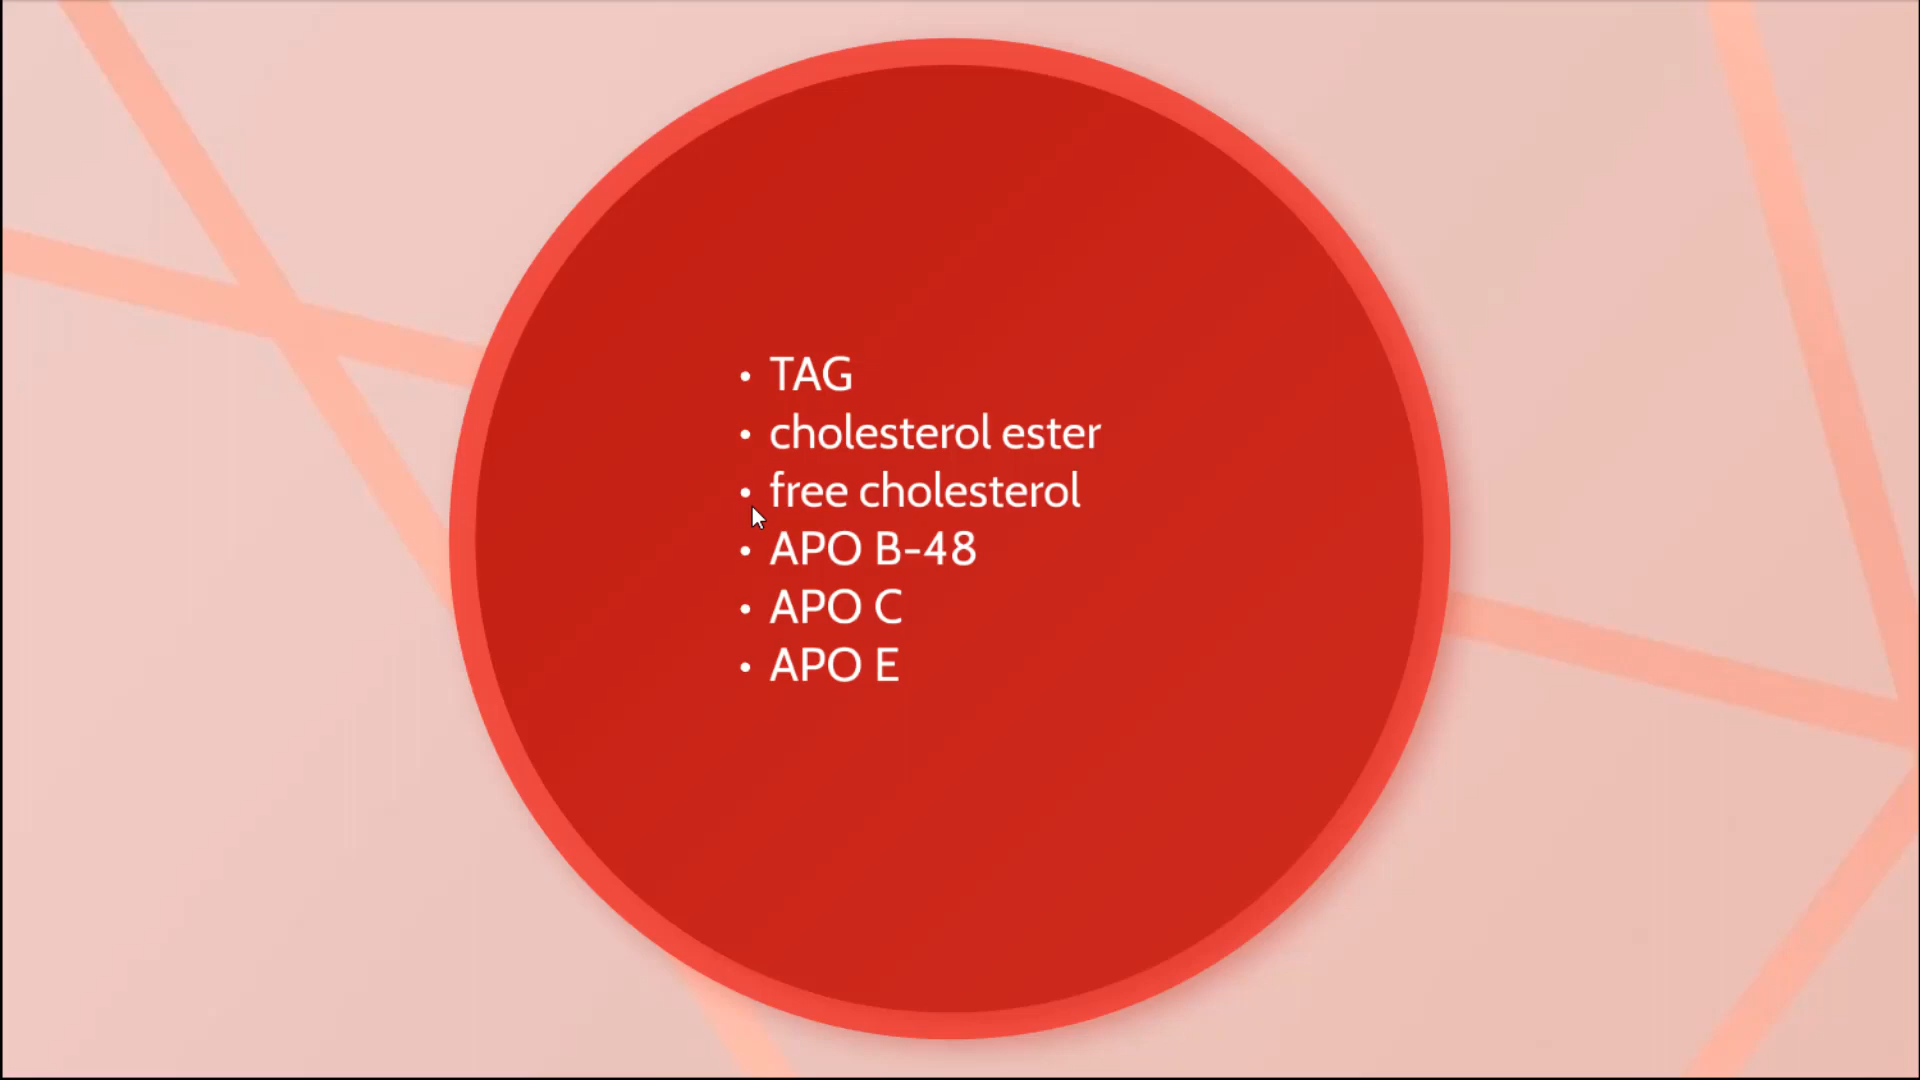 • TAG
• cholesterol ester
• free cholesterol
• APO B-48
• APO C
• APO E